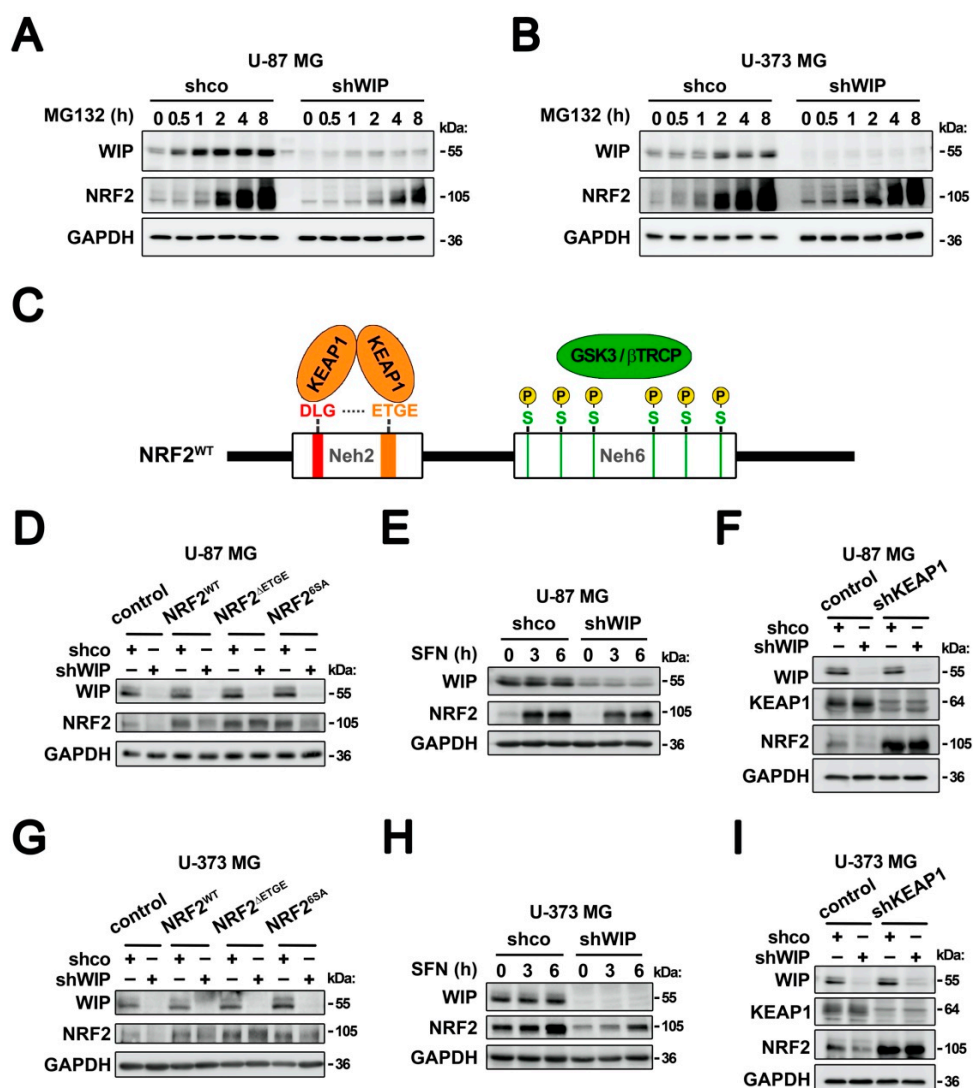 A
U-87 MG
shco shWIP
MG132 (h) 0 0.5 1 2 4 8 0 0.5 1 2 4 8 kDa:
WIP -55
NRF2 -105
GAPDH -36
B
U-373 MG
shco shWIP
MG132 (h) 0 0.5 1 2 4 8 0 0.5 1 2 4 8 kDa:
WIP -55
NRF2 -105
GAPDH -36
C
KEAP1 KEAP1 GSK3/βTRCP
DLG ····· ETGE P P P P P P
S S S S S S
NRF2WT Neh2 Neh6
D
U-87 MG
control NRF2WT NRF2ΔETGE NRF26SA
shco + − + − + − + −
shWIP − + − + − + − + kDa:
WIP -55
NRF2 -105
GAPDH -36
E
U-87 MG
shco shWIP
SFN (h) 0 3 6 0 3 6 kDa:
WIP -55
NRF2 -105
GAPDH -36
F
U-87 MG
control shKEAP1
shco + − + −
shWIP − + − + kDa:
WIP -55
KEAP1 -64
NRF2 -105
GAPDH -36
G
U-373 MG
control NRF2WT NRF2ΔETGE NRF26SA
shco + − + − + − + −
shWIP − + − + − + − + kDa:
WIP -55
NRF2 -105
GAPDH -36
H
U-373 MG
shco shWIP
SFN (h) 0 3 6 0 3 6 kDa:
WIP -55
NRF2 -105
GAPDH -36
I
U-373 MG
control shKEAP1
shco + − + −
shWIP − + − + kDa:
WIP -55
KEAP1 -64
NRF2 -105
GAPDH -36